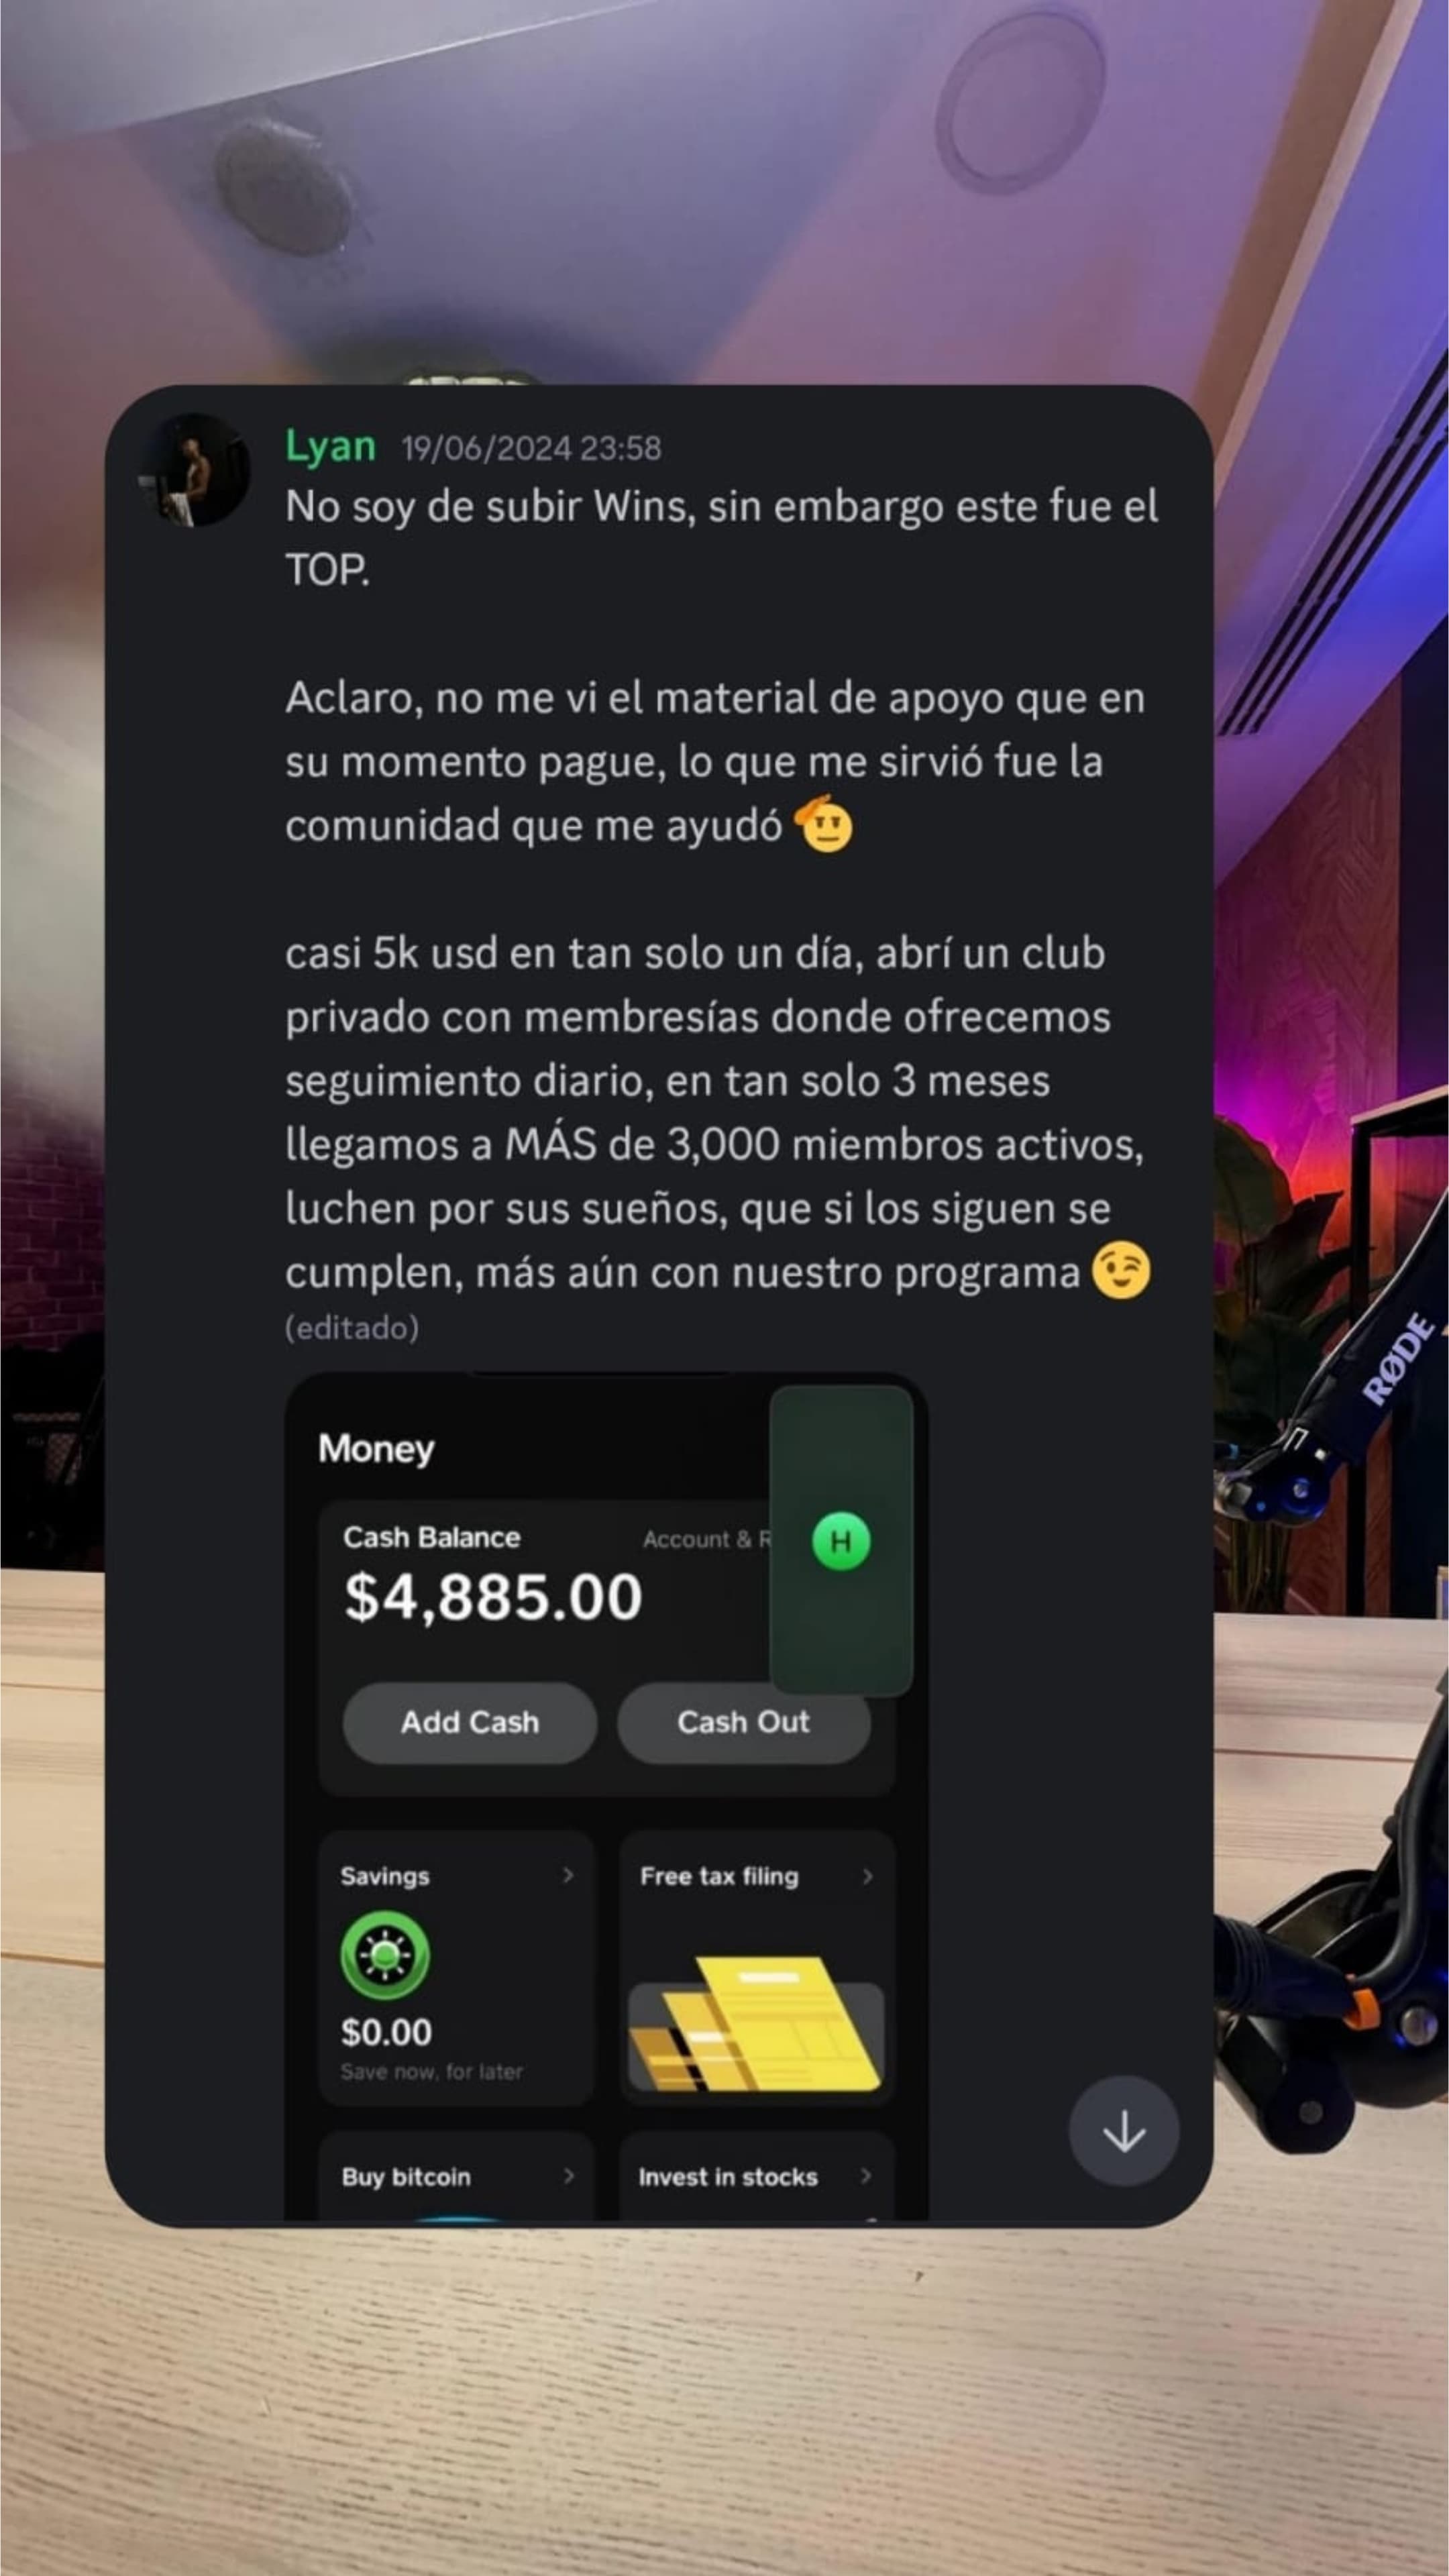 Lyan 19/06/2024 23:58
No soy de subir Wins, sin embargo este fue el
TOP.
Aclaro, no me vi el material de apoyo que en
su momento pague, lo que me sirvió fue la
comunidad que me ayudó 🫡
casi 5k usd en tan solo un día, abrí un club
privado con membresías donde ofrecemos
seguimiento diario, en tan solo 3 meses
llegamos a MÁS de 3,000 miembros activos,
luchen por sus sueños, que si los siguen se
cumplen, más aún con nuestro programa 😉
(editado)
Money
H
Cash Balance
Account &
$4,885.00
Add Cash
Cash Out
Savings
Free tax filing
$0.00
Save now, for later
Buy bitcoin
Invest in stocks
RØDE